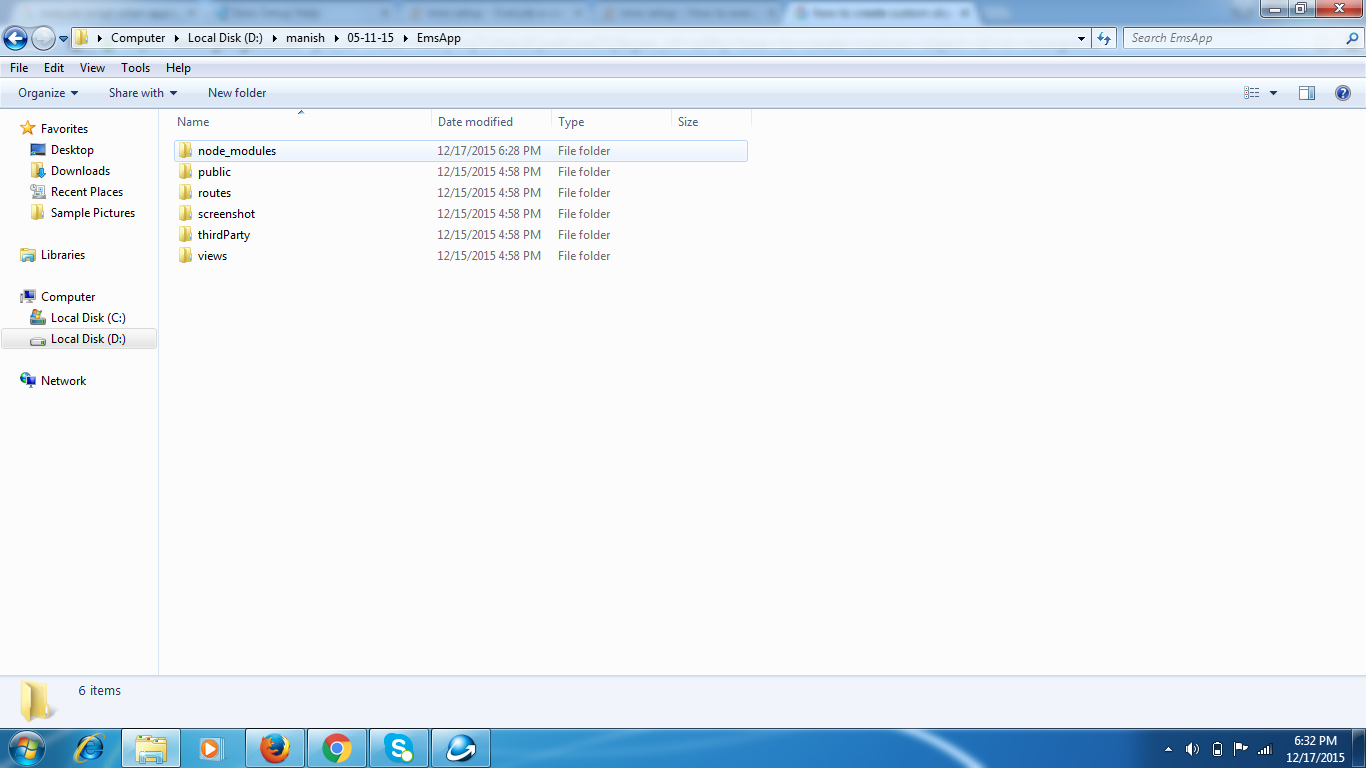 Computer Local Disk (D:) manish 05-11-15 EmsApp
Search EmsApp
File Edit View Tools Help
Organize Share with New folder
Name Date modified Type Size
Favorites
Desktop
Downloads
Recent Places
Sample Pictures
Libraries
Computer
Local Disk (C:)
Local Disk (D:)
Network
node_modules 12/17/2015 6:28 PM File folder
public 12/15/2015 4:58 PM File folder
routes 12/15/2015 4:58 PM File folder
screenshot 12/15/2015 4:58 PM File folder
thirdParty 12/15/2015 4:58 PM File folder
views 12/15/2015 4:58 PM File folder
6 items
6:32 PM
12/17/2015